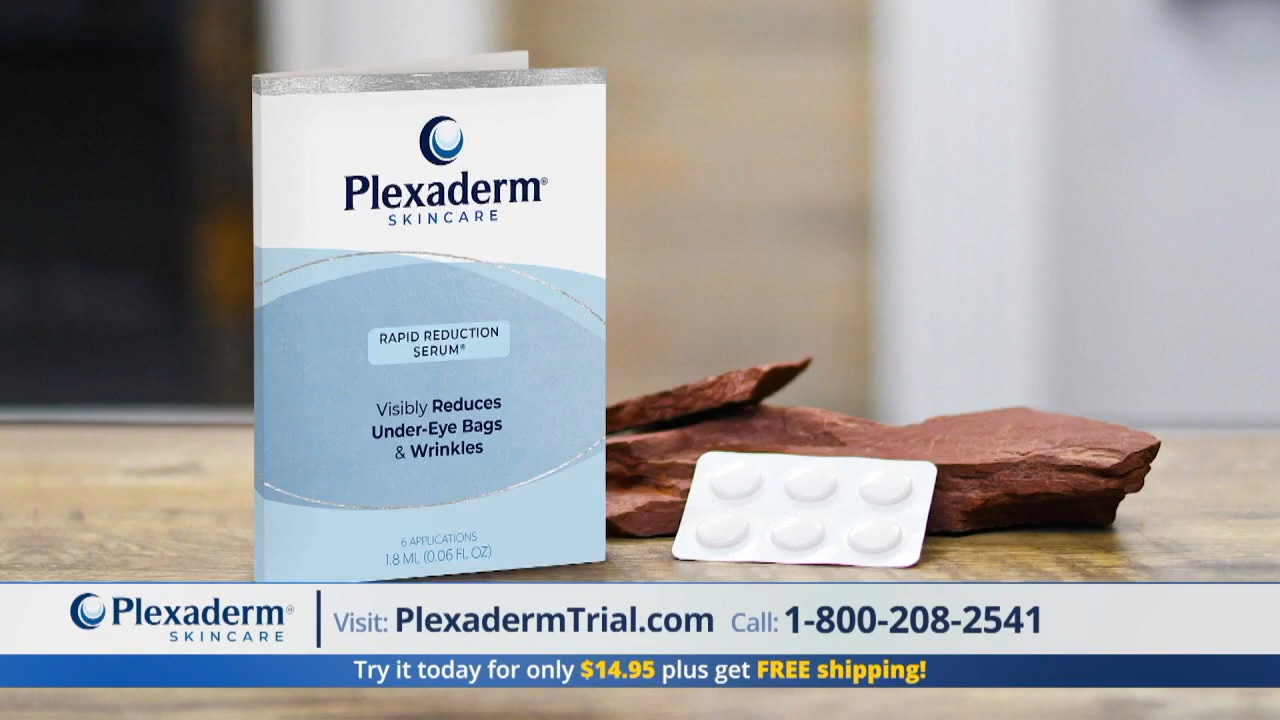 Plexaderm®
SKINCARE
RAPID REDUCTION
SERUM®
Visibly Reduces
Under-Eye Bags
& Wrinkles
6 APPLICATIONS
1.8 ML (0.06 FL OZ)
Plexaderm®
SKINCARE
Visit: PlexadermTrial.com Call: 1-800-208-2541
Try it today for only $14.95 plus get FREE shipping!